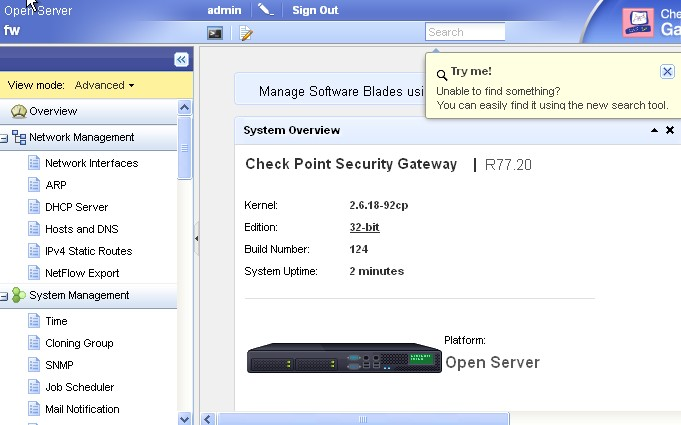 Open Server
admin
Sign Out
fw
Search
Che
Ga
View mode: Advanced
Try me!
Unable to find something?
You can easily find it using the new search tool.
Overview
Manage Software Blades usi
Network Management
System Overview
Network Interfaces
Check Point Security Gateway | R77.20
ARP
DHCP Server
Kernel: 2.6.18-92cp
Hosts and DNS
Edition: 32-bit
IPv4 Static Routes
Build Number: 124
NetFlow Export
System Uptime: 2 minutes
System Management
Time
Cloning Group
Platform:
SNMP
Open Server
Job Scheduler
Mail Notification